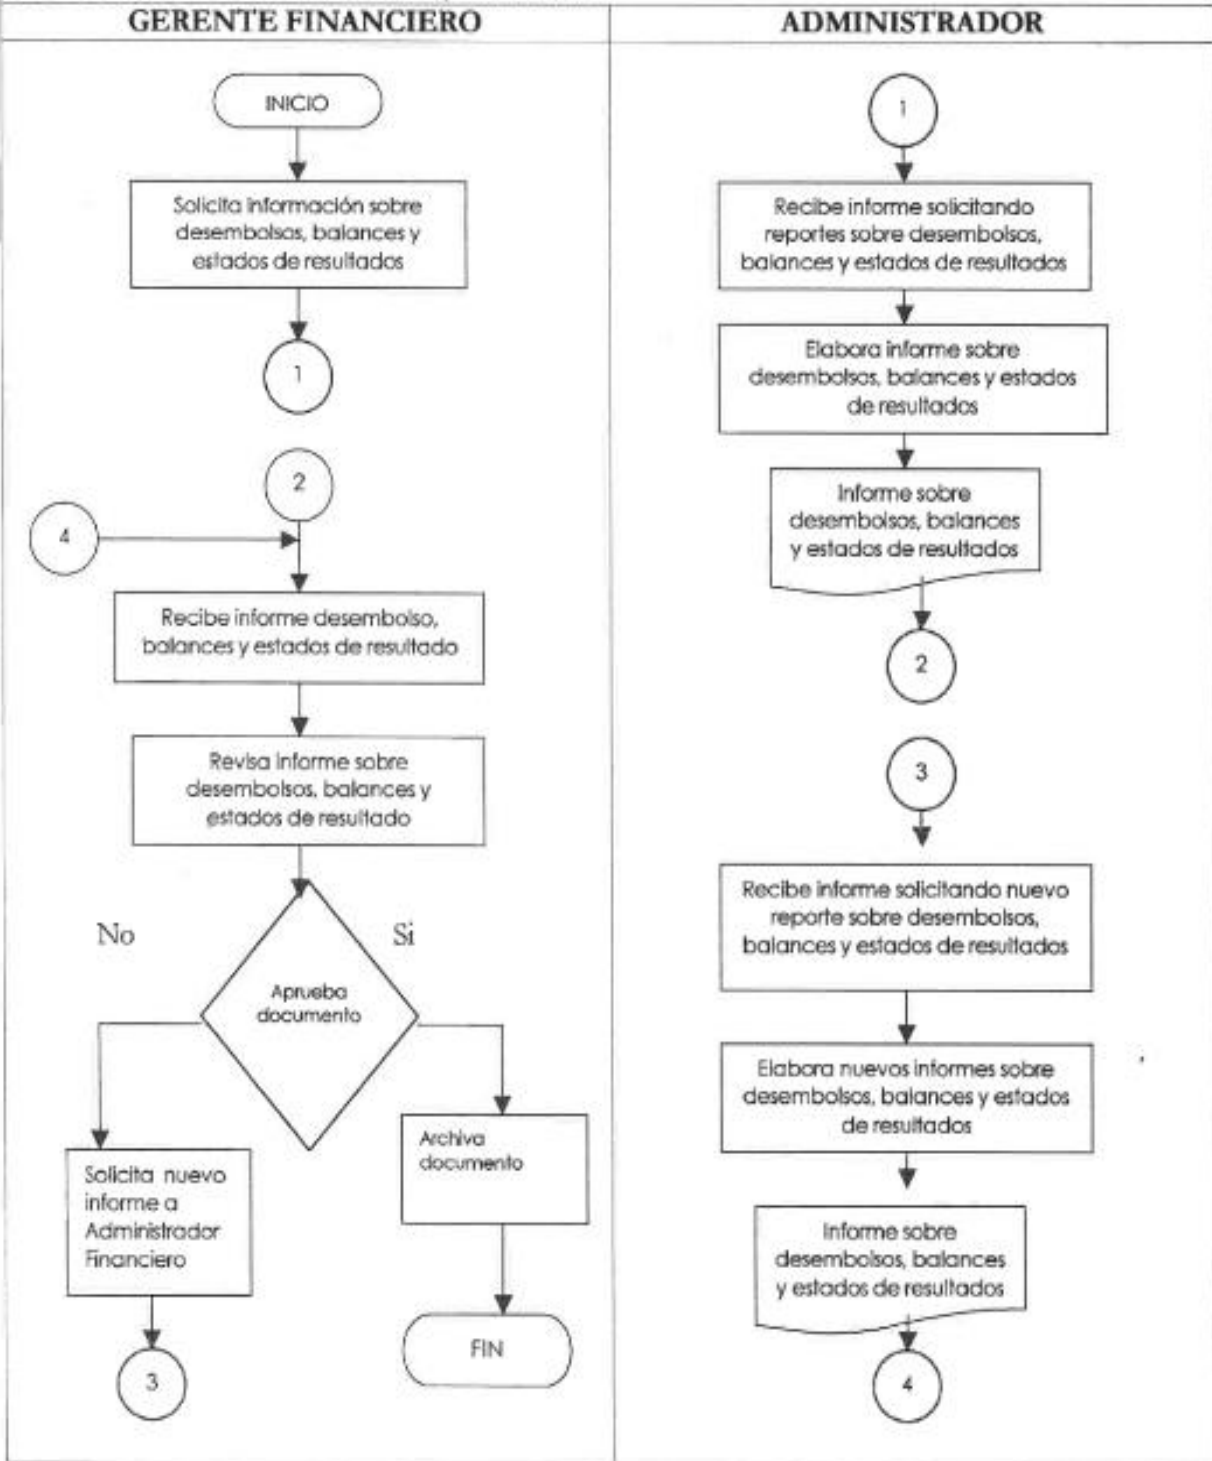 GERENTE FINANCIERO
INICIO
Solicita información sobre
desembolsos, balances y
estados de resultados
1
2
4
Recibe informe desembolso,
balances y estados de resultado
Revisa informe sobre
desembolsos, balances y
estados de resultado
No
Si
Aprueba
documento
Solicita nuevo
informe a
Administrador
Financiero
Archiva
documento
3
FIN
ADMINISTRADOR
1
Recibe informe solicitando
reportes sobre desembolsos,
balances y estados de resultados
Elabora informe sobre
desembolsos, balances y estados
de resultados
Informe sobre
desembolsos, balances
y estados de resultados
2
3
Recibe informe solicitando nuevo
reporte sobre desembolsos,
balances y estados de resultados
Elabora nuevos informes sobre
desembolsos, balances y estados
de resultados
Informe sobre
desembolsos, balances
y estados de resultados
4